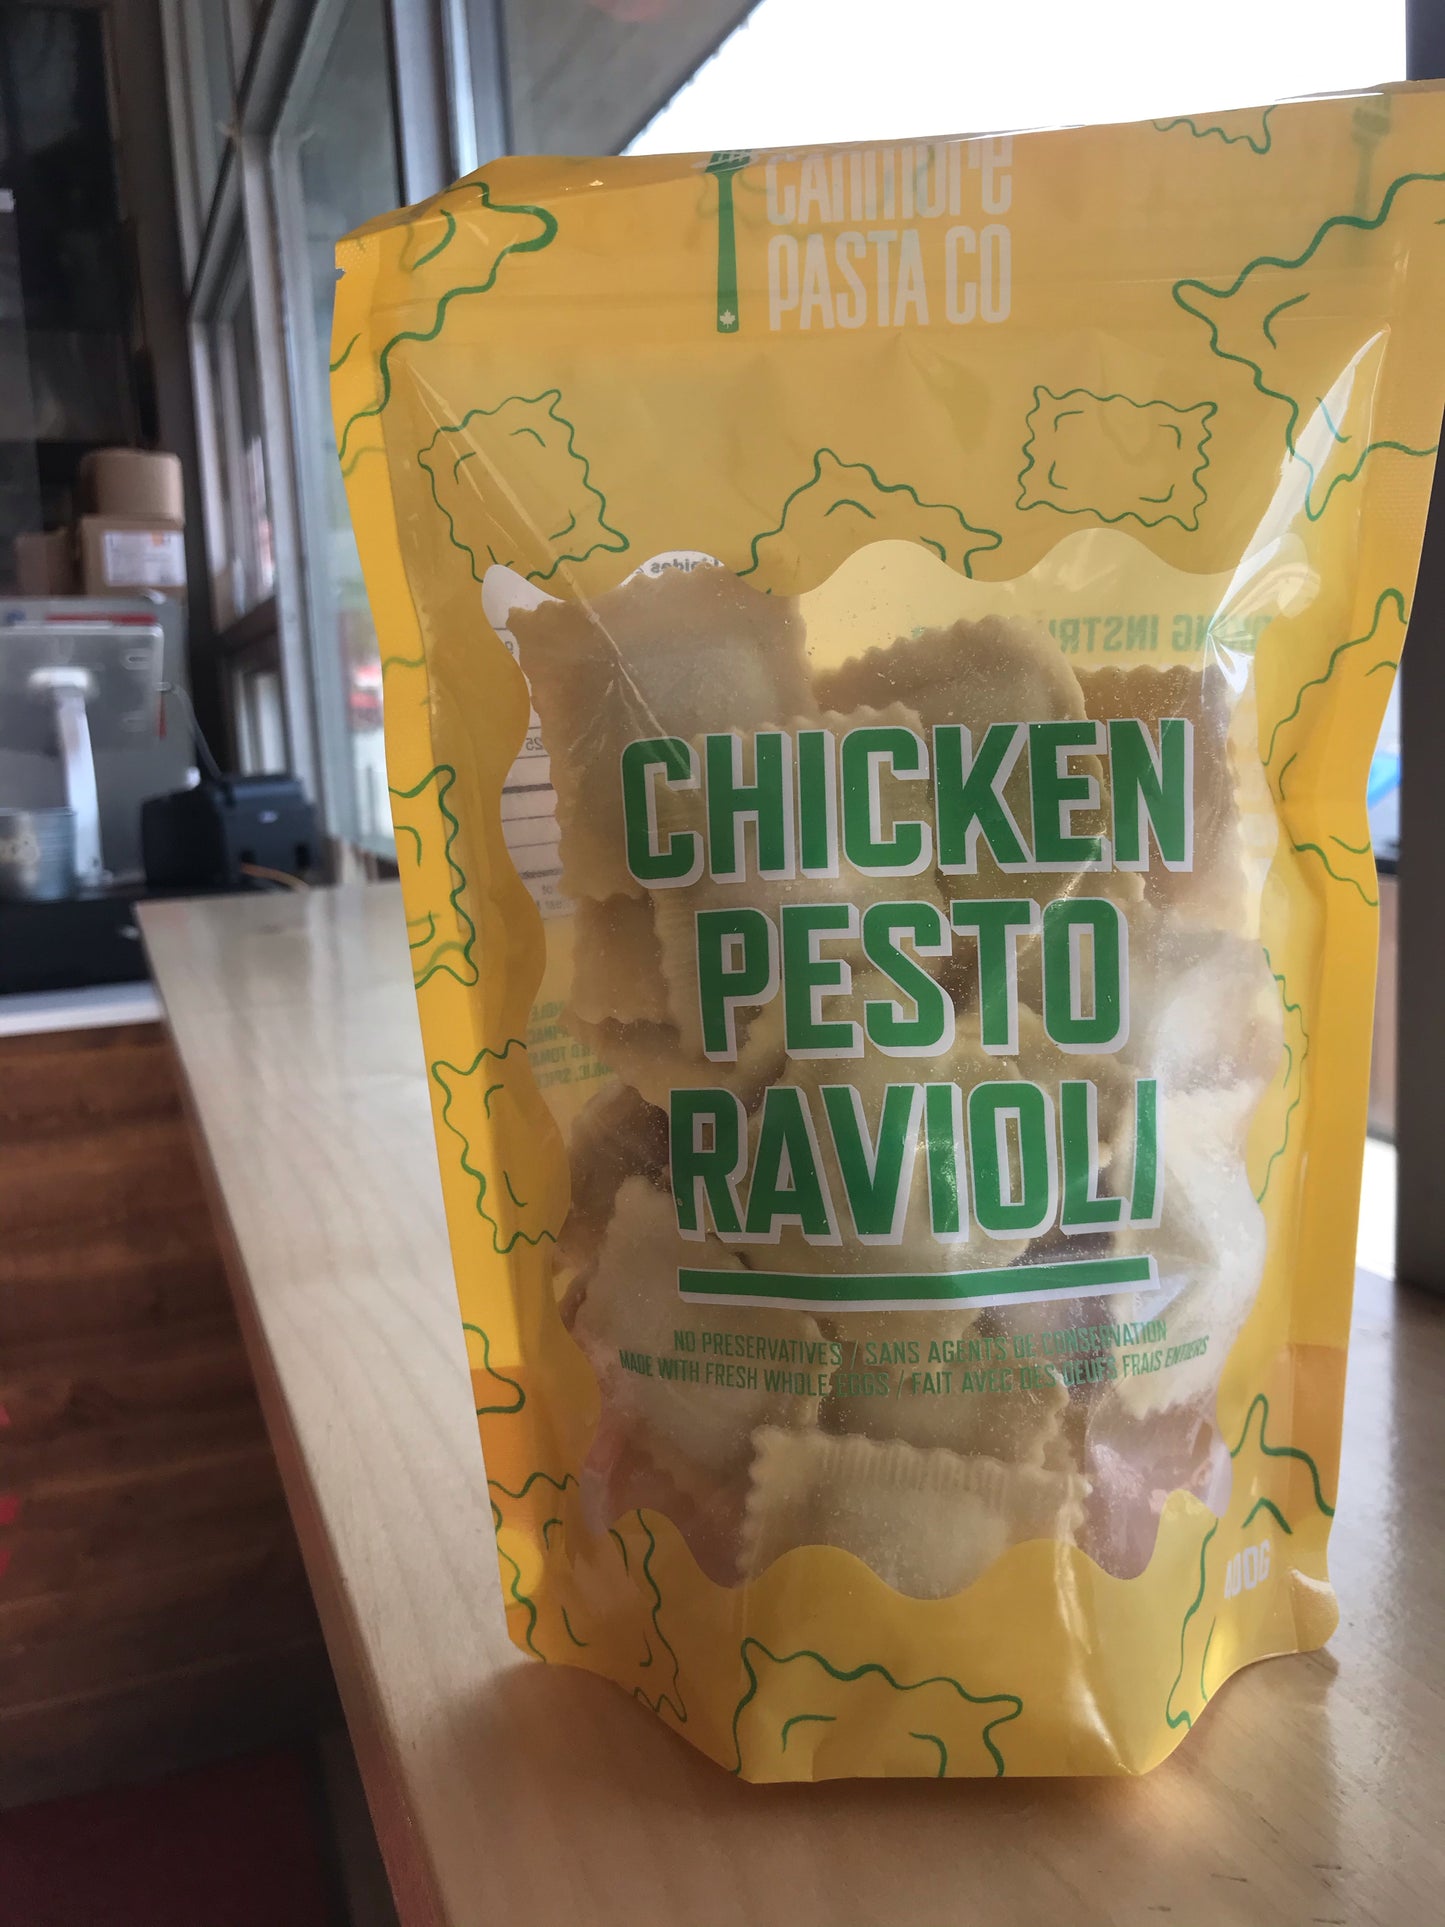 canmore
PASTA CO
CHICKEN
PESTO
RAVIOLI
NO PRESERVATIVES / SANS AGENTS DE CONSERVATION
MADE WITH FRESH WHOLE EGGS / FAIT AVEC DES OEUFS FRAIS ENTIERS
400G